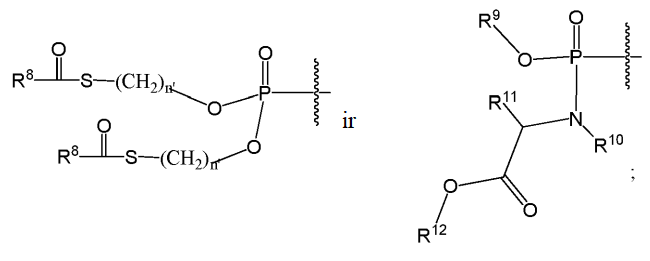 O O
R⁸ S (CH₂)n' O P
ir
O
R⁸ S (CH₂)n' O
R⁹ O O P
R¹¹ N R¹⁰
O O
R¹²
;